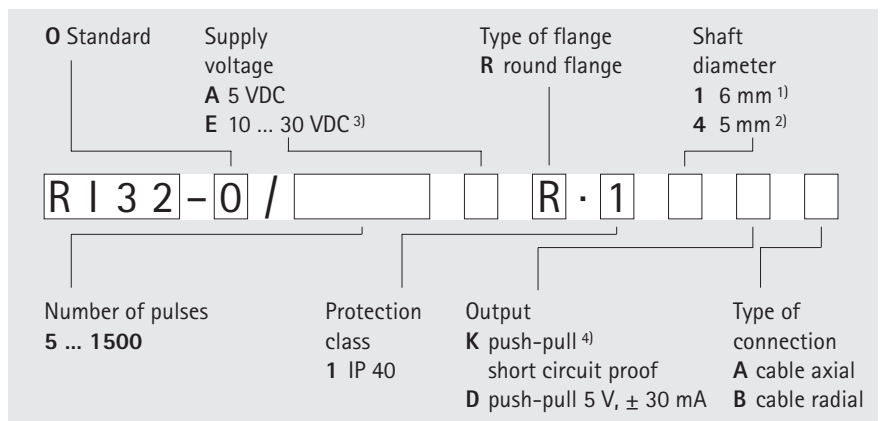 O Standard
Supply
voltage
A 5 VDC
E 10 ... 30 VDC 3)
Type of flange
R round flange
Shaft
diameter
1 6 mm 1)
4 5 mm 2)
RI32-0/ R·1
Number of pulses
5 ... 1500
Protection
class
1 IP 40
Output
K push-pull 4)
short circuit proof
D push-pull 5 V, ± 30 mA
Type of
connection
A cable axial
B cable radial